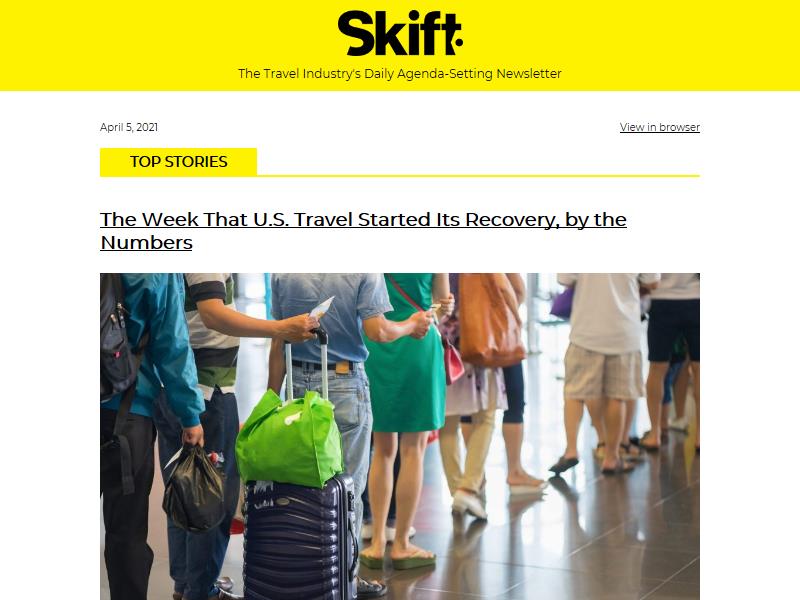 Skift
The Travel Industry's Daily Agenda-Setting Newsletter
April 5, 2021
View in browser
TOP STORIES
The Week That U.S. Travel Started Its Recovery, by the
Numbers